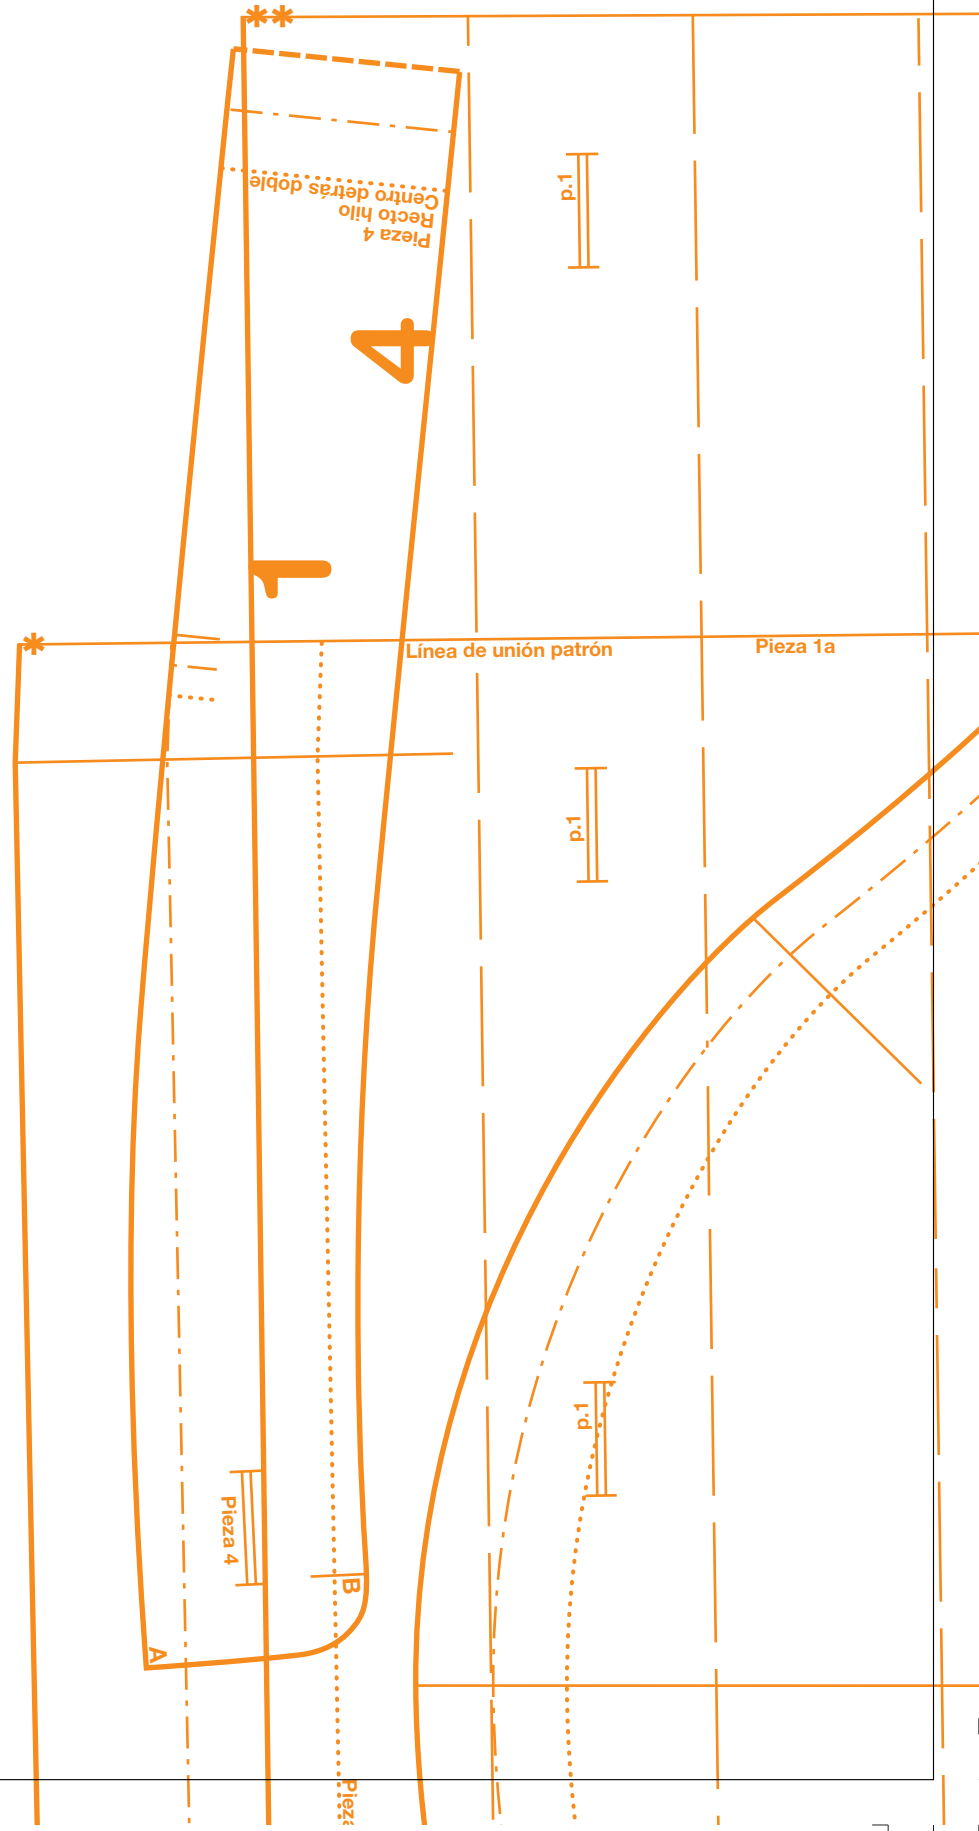 **
p.1
Centro detrás doble
Recto hilo
Pieza 4
4
1
*
Línea de unión patrón
Pieza 1a
p.1
p.1
Pieza 4
B
A
Pieza